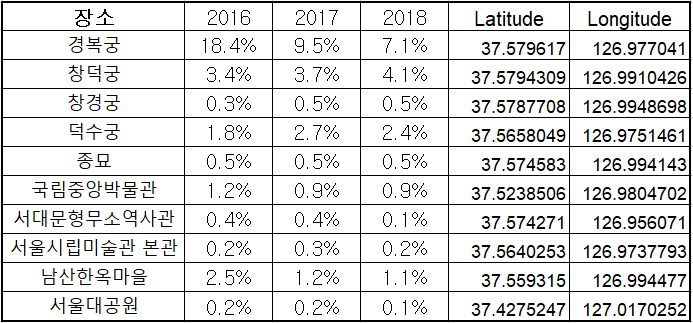 장소 2016 2017 2018 Latitude Longitude
경복궁 18.4% 9.5% 7.1% 37.579617 126.977041
창덕궁 3.4% 3.7% 4.1% 37.5794309 126.9910426
창경궁 0.3% 0.5% 0.5% 37.5787708 126.9948698
덕수궁 1.8% 2.7% 2.4% 37.5658049 126.9751461
종묘 0.5% 0.5% 0.5% 37.574583 126.994143
국림중앙박물관 1.2% 0.9% 0.9% 37.5238506 126.9804702
서대문형무소역사관 0.4% 0.4% 0.1% 37.574271 126.956071
서울시립미술관 본관 0.2% 0.3% 0.2% 37.5640253 126.9737793
남산한옥마을 2.5% 1.2% 1.1% 37.559315 126.994477
서울대공원 0.2% 0.2% 0.1% 37.4275247 127.0170252